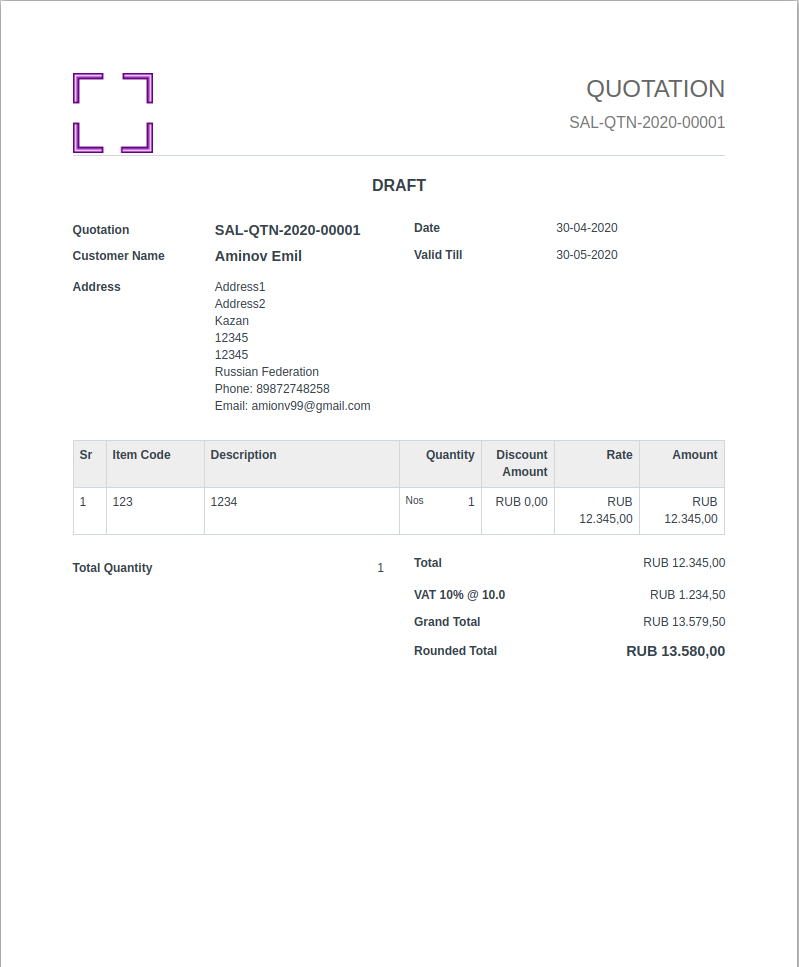 QUOTATION
SAL-QTN-2020-00001
DRAFT
Quotation SAL-QTN-2020-00001
Customer Name Aminov Emil
Address Address1
Address2
Kazan
12345
12345
Russian Federation
Phone: 89872748258
Email: amionv99@gmail.com
Date 30-04-2020
Valid Till 30-05-2020
Sr Item Code Description Quantity Discount Rate Amount
Amount
1 123 1234 Nos 1 RUB 0,00 RUB RUB
12.345,00 12.345,00
Total Quantity 1
Total RUB 12.345,00
VAT 10% @ 10.0 RUB 1.234,50
Grand Total RUB 13.579,50
Rounded Total RUB 13.580,00